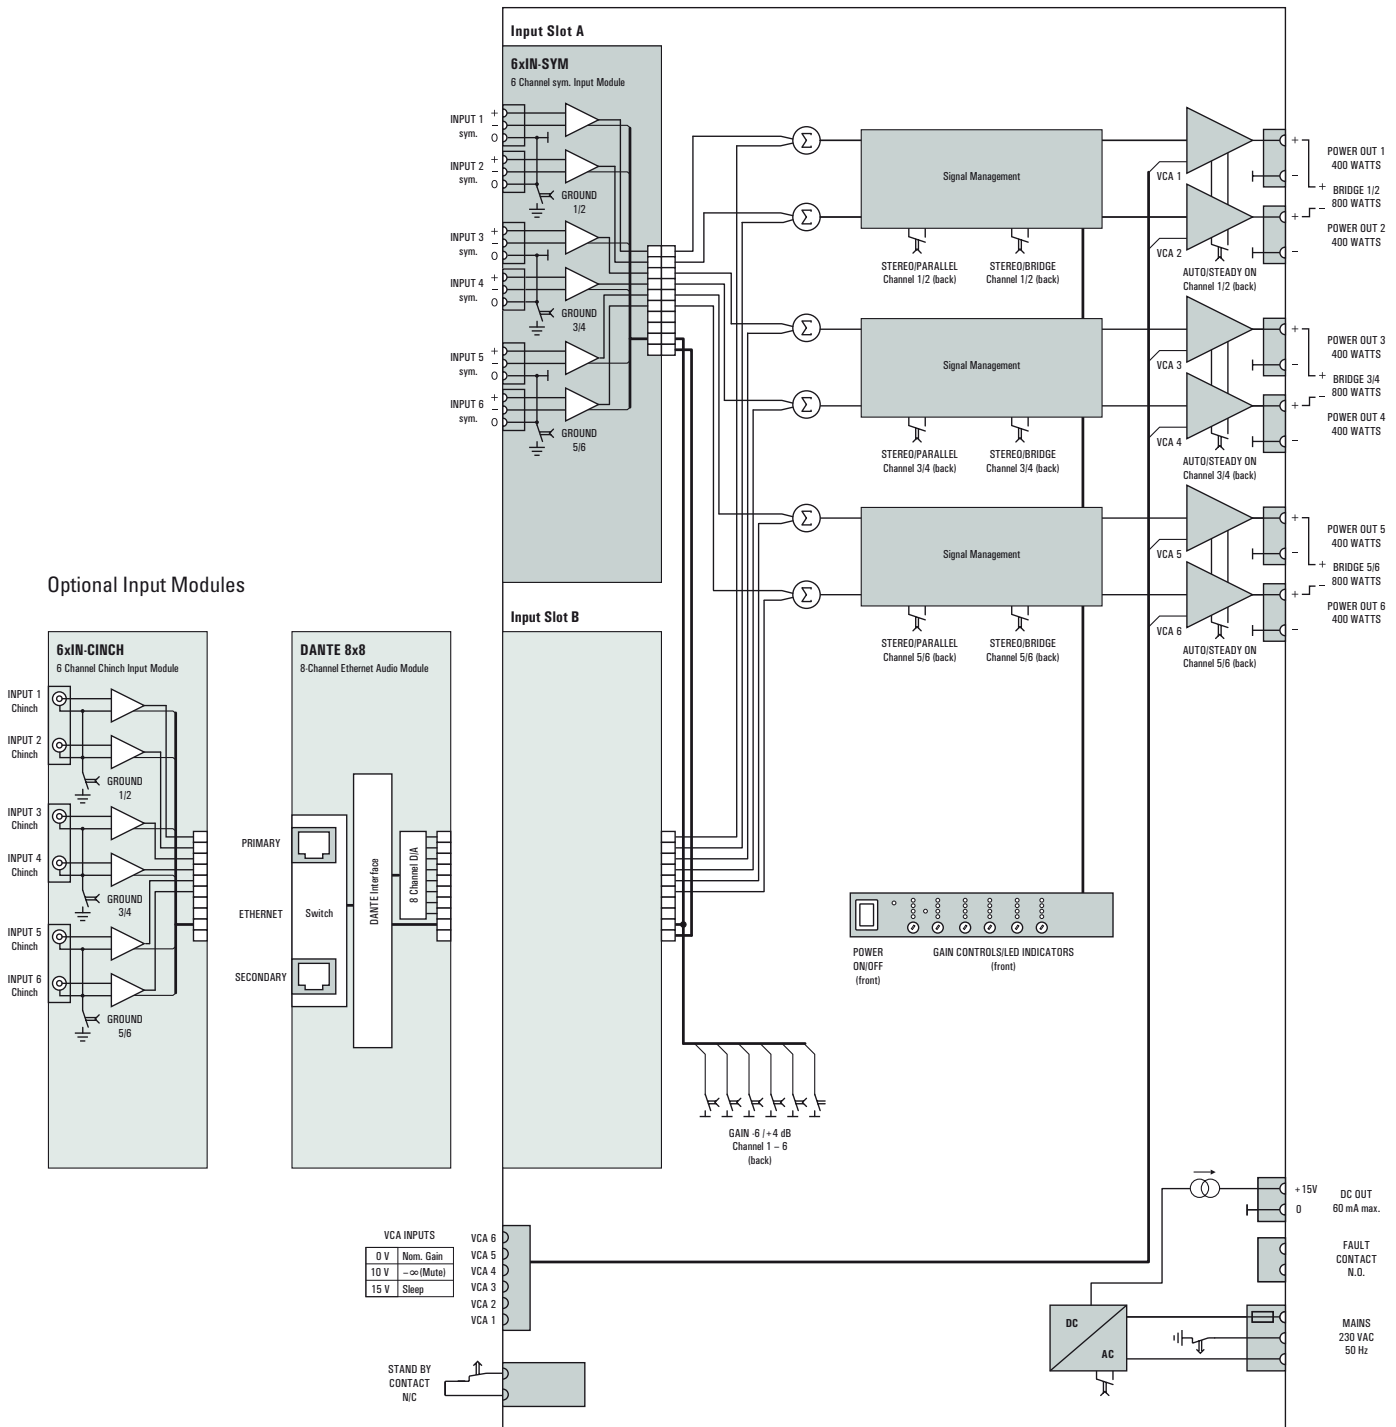 Input Slot A
6xIN-SYM
6 Channel sym. Input Module
INPUT 1
sym.
+
–
0
INPUT 2
sym.
+
–
0
GROUND
1/2
INPUT 3
sym.
+
–
0
INPUT 4
sym.
+
–
0
GROUND
3/4
INPUT 5
sym.
+
–
0
INPUT 6
sym.
+
–
0
GROUND
5/6
Σ
Σ
Signal Management
STEREO/PARALLEL
Channel 1/2 (back)
STEREO/BRIDGE
Channel 1/2 (back)
VCA 1
VCA 2
AUTO/STEADY ON
Channel 1/2 (back)
+
–
+
–
POWER OUT 1
400 WATTS
+ BRIDGE 1/2
– 800 WATTS
POWER OUT 2
400 WATTS
Σ
Σ
Signal Management
STEREO/PARALLEL
Channel 3/4 (back)
STEREO/BRIDGE
Channel 3/4 (back)
VCA 3
VCA 4
AUTO/STEADY ON
Channel 3/4 (back)
+
–
+
–
POWER OUT 3
400 WATTS
+ BRIDGE 3/4
– 800 WATTS
POWER OUT 4
400 WATTS
Σ
Σ
Signal Management
STEREO/PARALLEL
Channel 5/6 (back)
STEREO/BRIDGE
Channel 5/6 (back)
VCA 5
VCA 6
AUTO/STEADY ON
Channel 5/6 (back)
+
–
+
–
POWER OUT 5
400 WATTS
+ BRIDGE 5/6
– 800 WATTS
POWER OUT 6
400 WATTS
Optional Input Modules
6xIN-CINCH
6 Channel Chinch Input Module
INPUT 1
Chinch
INPUT 2
Chinch
GROUND
1/2
INPUT 3
Chinch
INPUT 4
Chinch
GROUND
3/4
INPUT 5
Chinch
INPUT 6
Chinch
GROUND
5/6
DANTE 8x8
8-Channel Ethernet Audio Module
PRIMARY
ETHERNET
SECONDARY
Switch
DANTE Interface
8 Channel D/A
Input Slot B
POWER
ON/OFF
(front)
GAIN CONTROLS/LED INDICATORS
(front)
GAIN -6 / +4 dB
Channel 1 – 6
(back)
VCA INPUTS
0 V Nom. Gain
10 V –∞ (Mute)
15 V Sleep
VCA 6
VCA 5
VCA 4
VCA 3
VCA 2
VCA 1
STAND BY
CONTACT
N/C
+15V
0
DC OUT
60 mA max.
FAULT
CONTACT
N.O.
DC
AC
MAINS
230 VAC
50 Hz